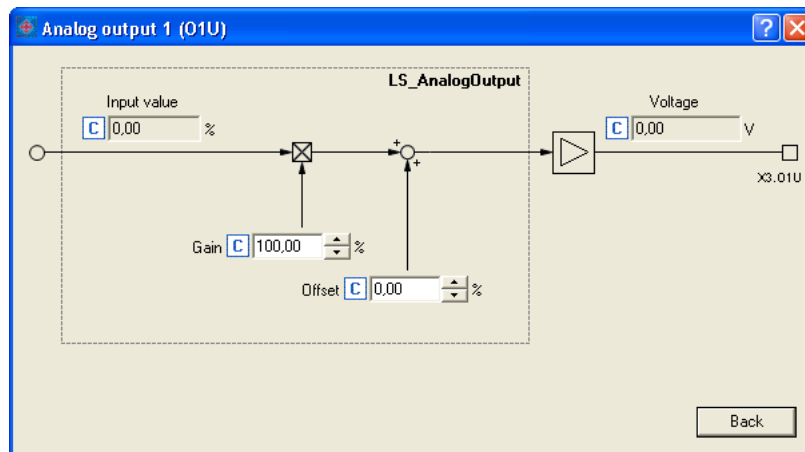 Analog output 1 (O1U)
LS_AnalogOutput
Input value
C 0,00 %
Voltage
C 0,00 V
+
+
X3.O1U
Gain C 100,00 %
Offset C 0,00 %
Back